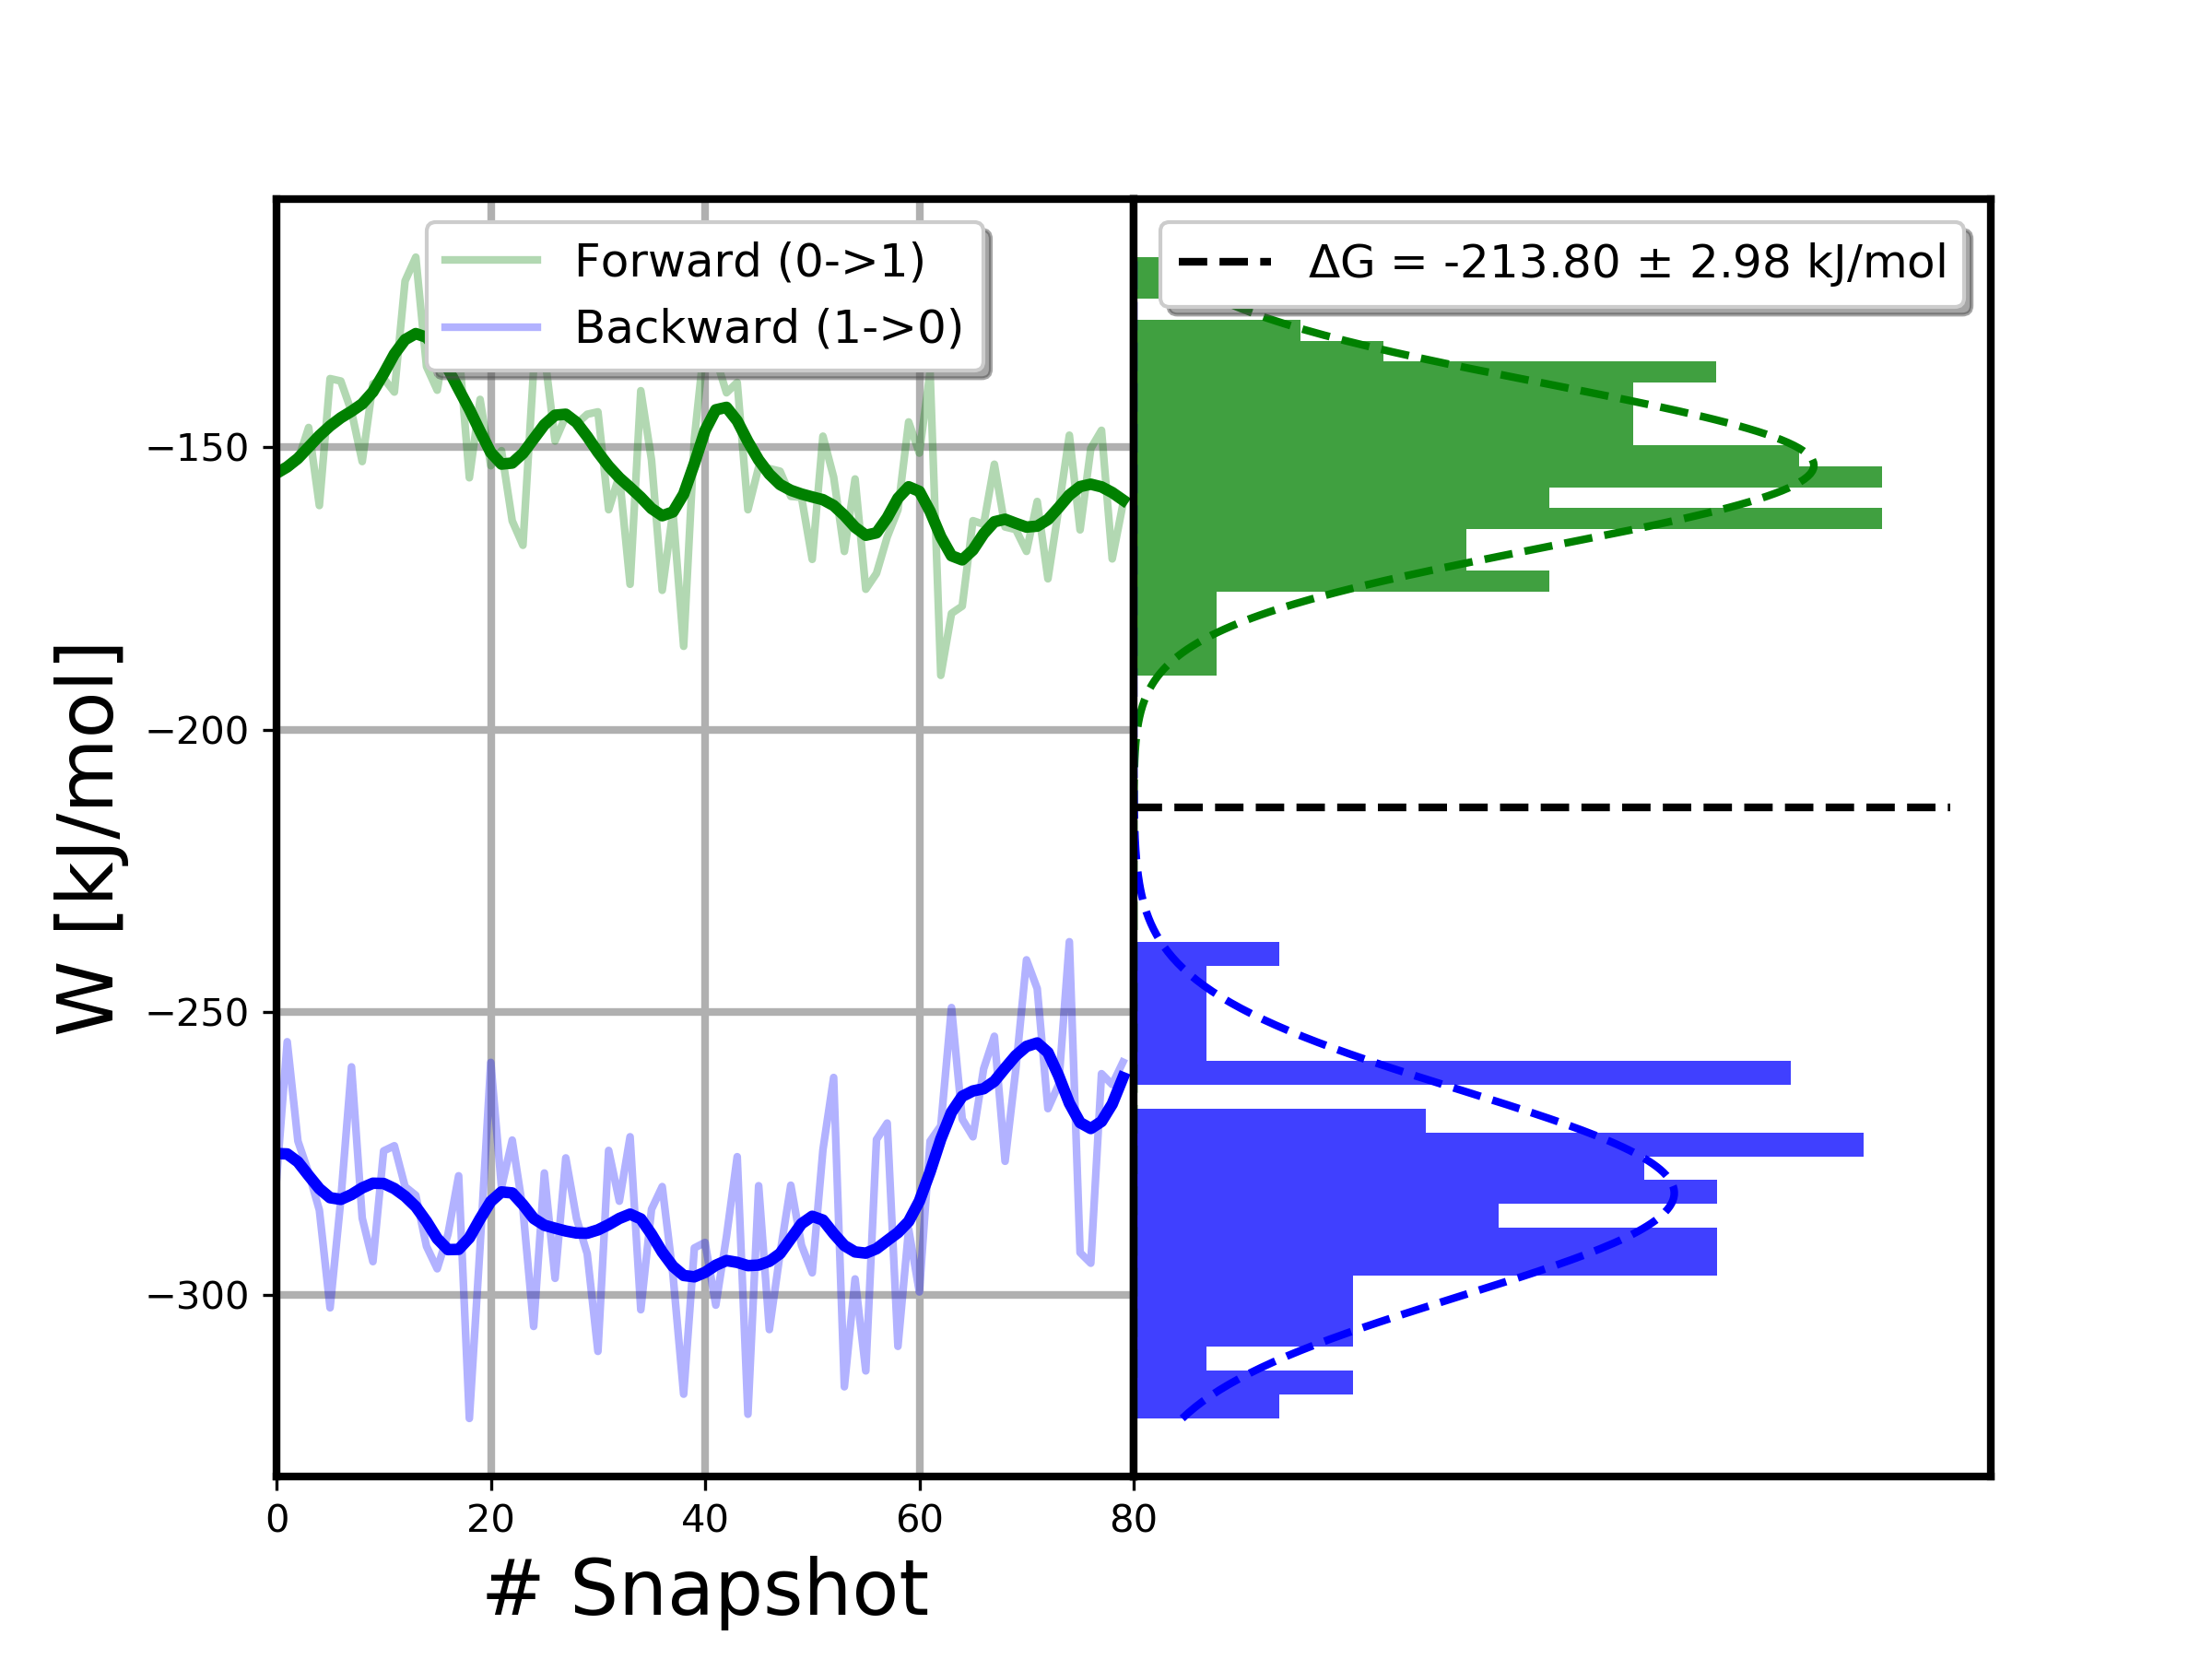 Forward (0->1)
Backward (1->0)
ΔG = -213.80 ± 2.98 kJ/mol
W [kJ/mol]
−150
−200
−250
−300
0 20 40 60 80
# Snapshot